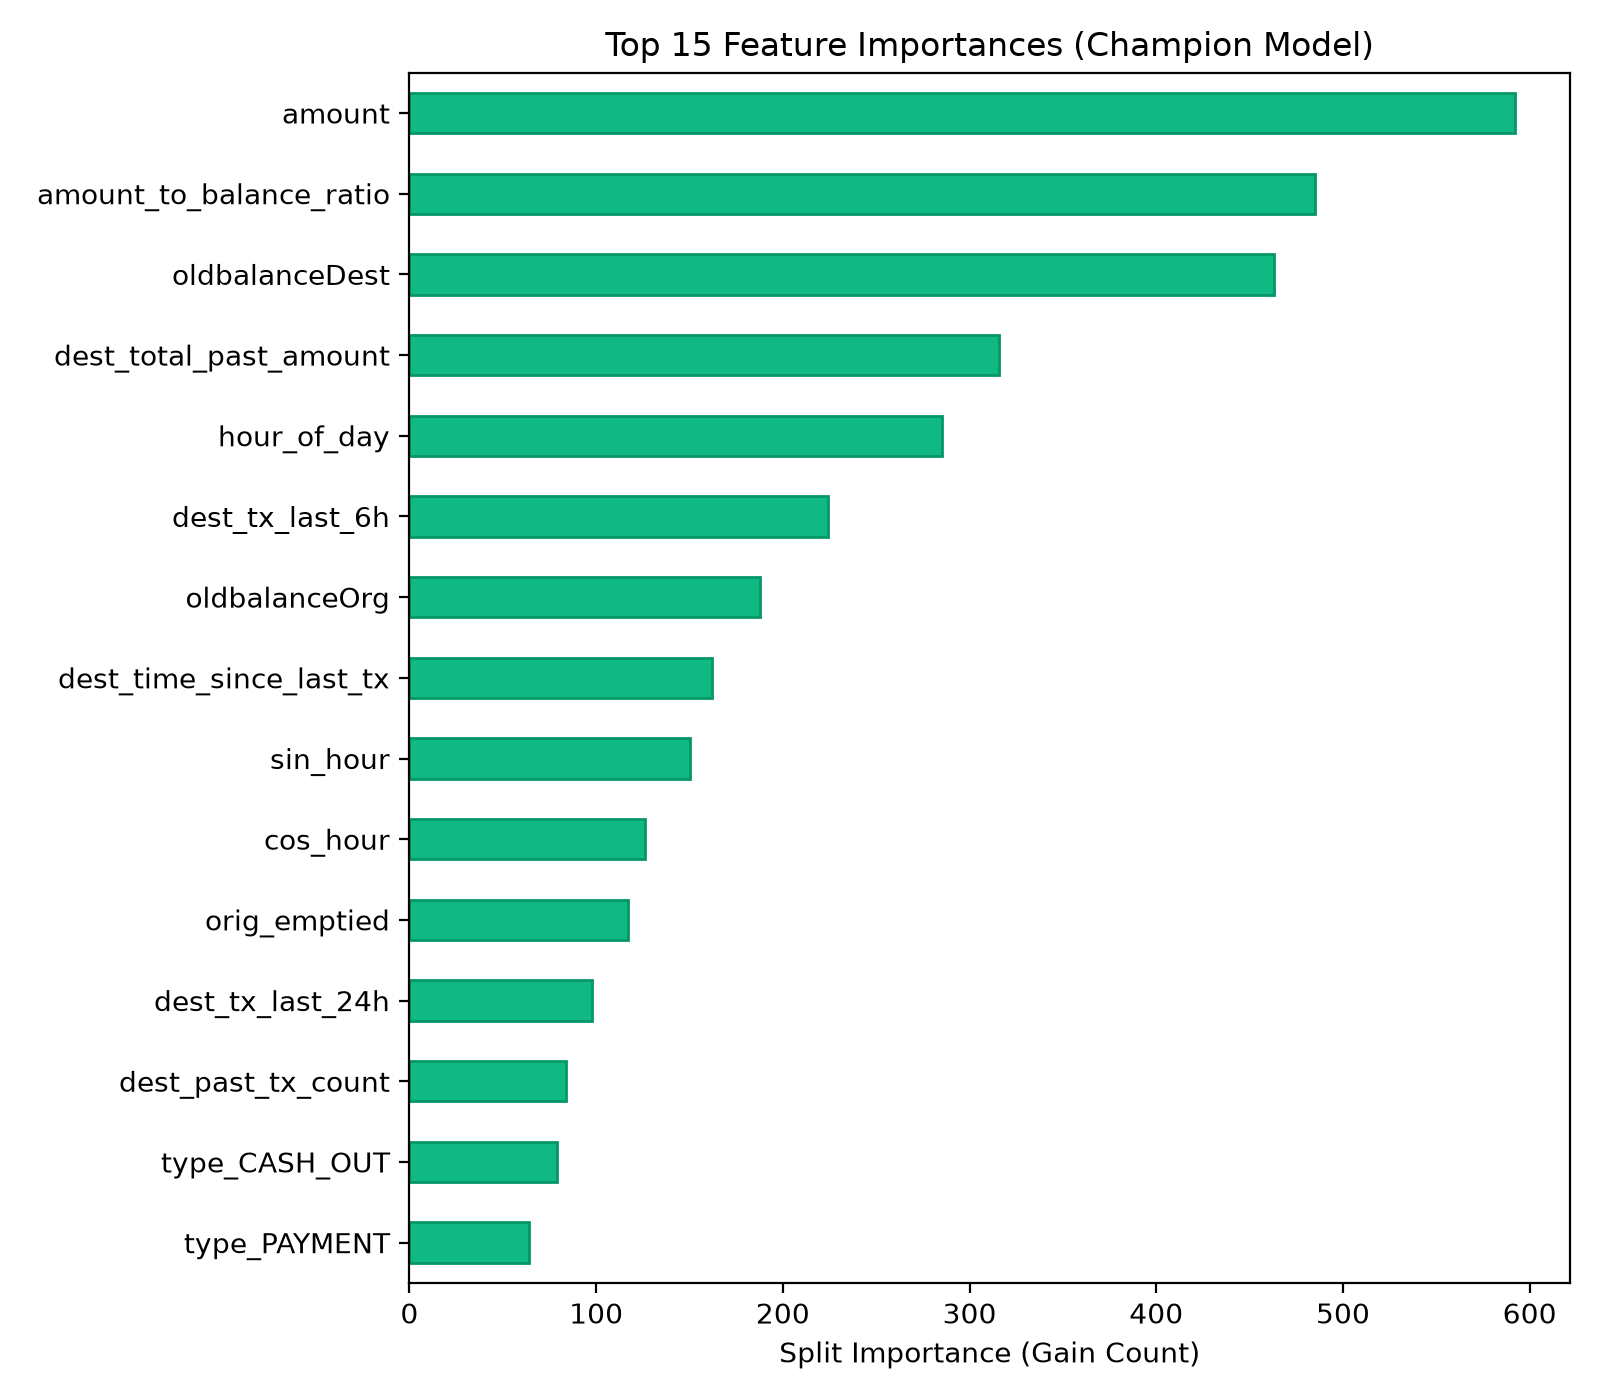 Top 15 Feature Importances (Champion Model)
amount
amount_to_balance_ratio
oldbalanceDest
dest_total_past_amount
hour_of_day
dest_tx_last_6h
oldbalanceOrg
dest_time_since_last_tx
sin_hour
cos_hour
orig_emptied
dest_tx_last_24h
dest_past_tx_count
type_CASH_OUT
type_PAYMENT
0 100 200 300 400 500 600
Split Importance (Gain Count)